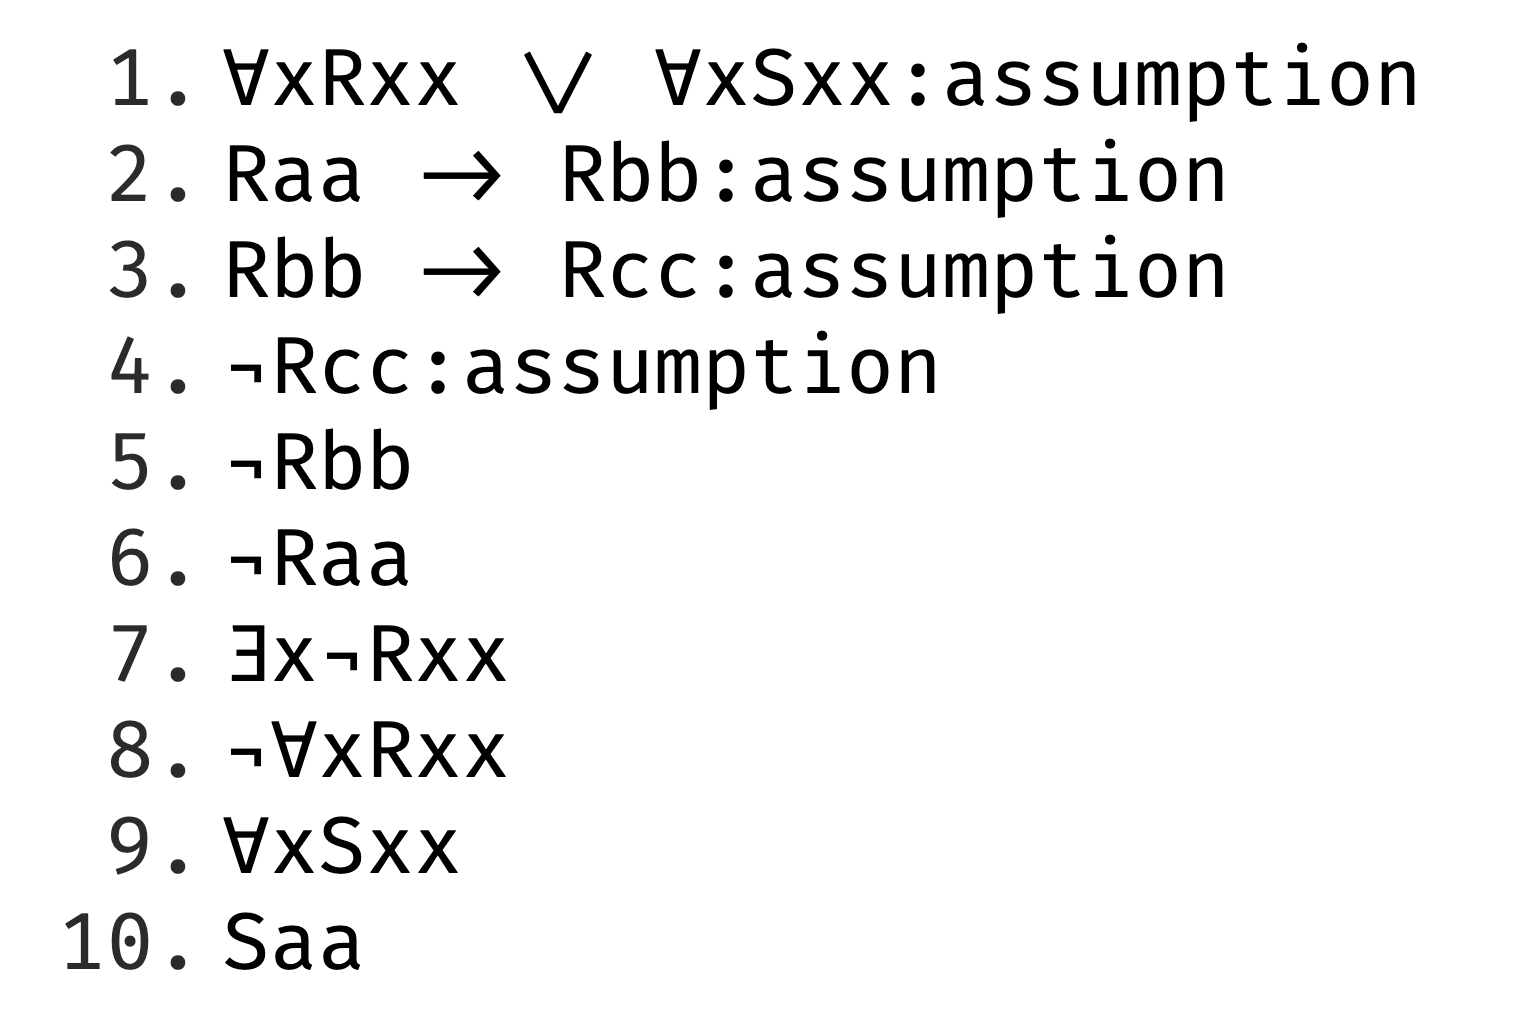 1. ∀xRxx ∨ ∀xSxx:assumption
2. Raa → Rbb:assumption
3. Rbb → Rcc:assumption
4. ¬Rcc:assumption
5. ¬Rbb
6. ¬Raa
7. ∃x¬Rxx
8. ¬∀xRxx
9. ∀xSxx
10. Saa